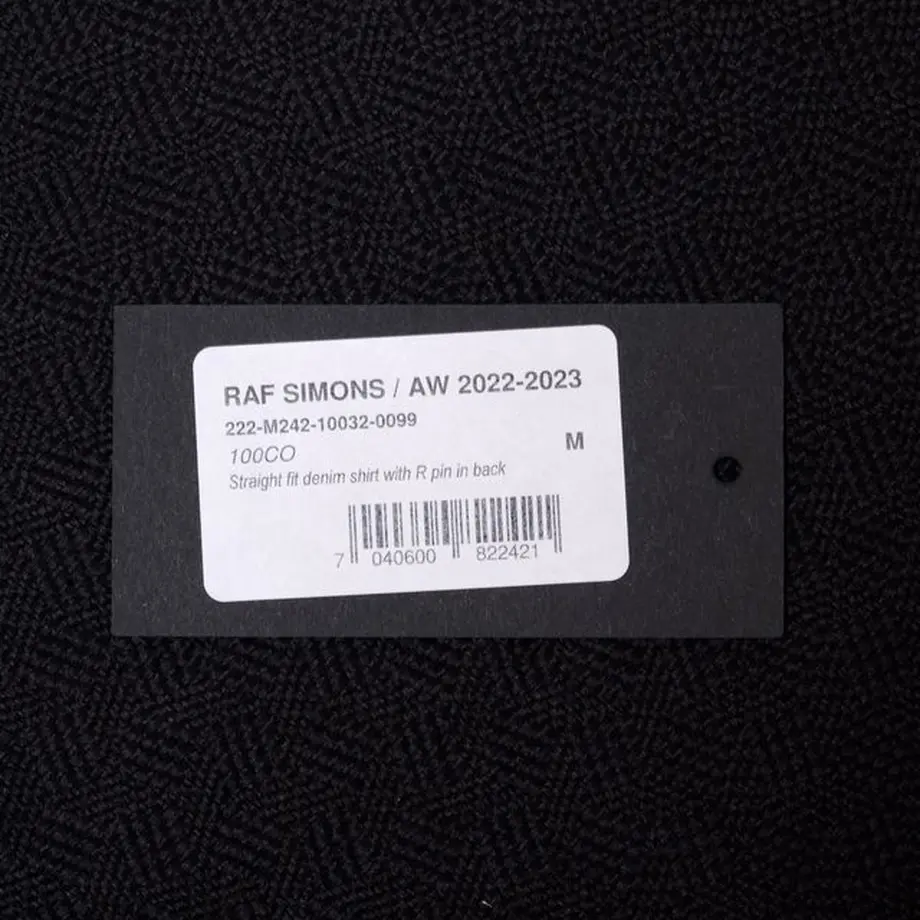 RAF SIMONS / AW 2022-2023
222-M242-10032-0099
100CO
M
Straight fit denim shirt with R pin in back
7 040600 822421